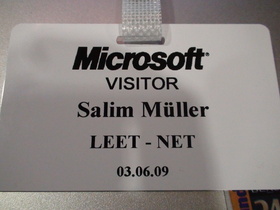 Microsoft®
VISITOR
Salim Müller
LEET - NET
03.06.09